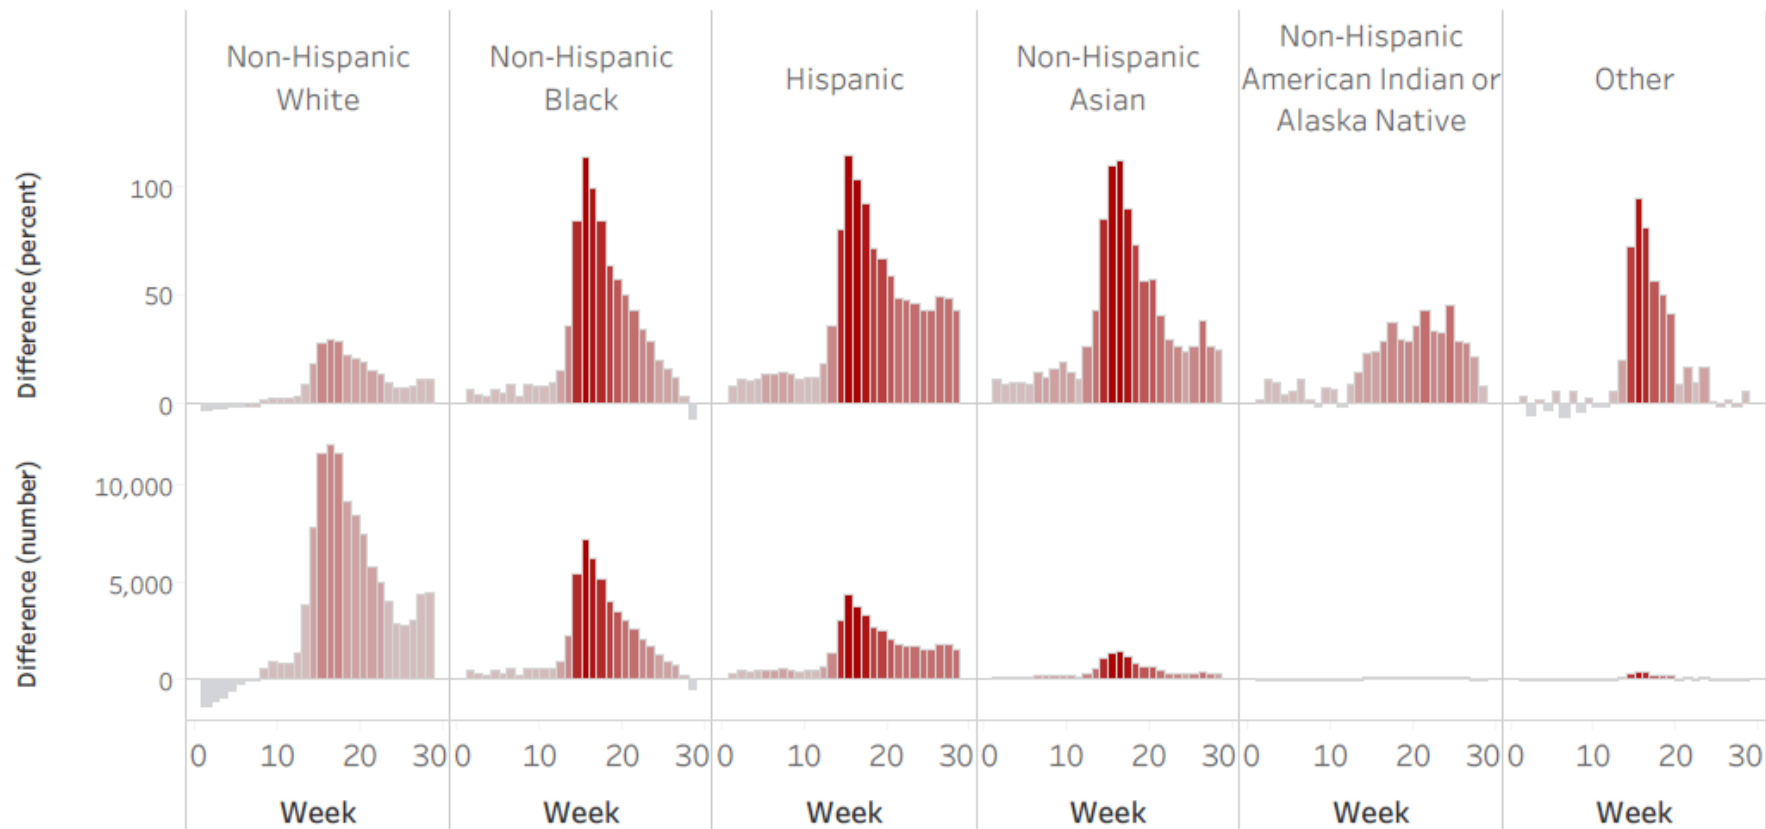 Non-Hispanic
White
Non-Hispanic
Black
Hispanic
Non-Hispanic
Asian
Non-Hispanic
American Indian or
Alaska Native
Other
Difference (percent)
100
50
0
Difference (number)
10,000
5,000
0
0 10 20 30
0 10 20 30
0 10 20 30
0 10 20 30
0 10 20 30
0 10 20 30
Week
Week
Week
Week
Week
Week